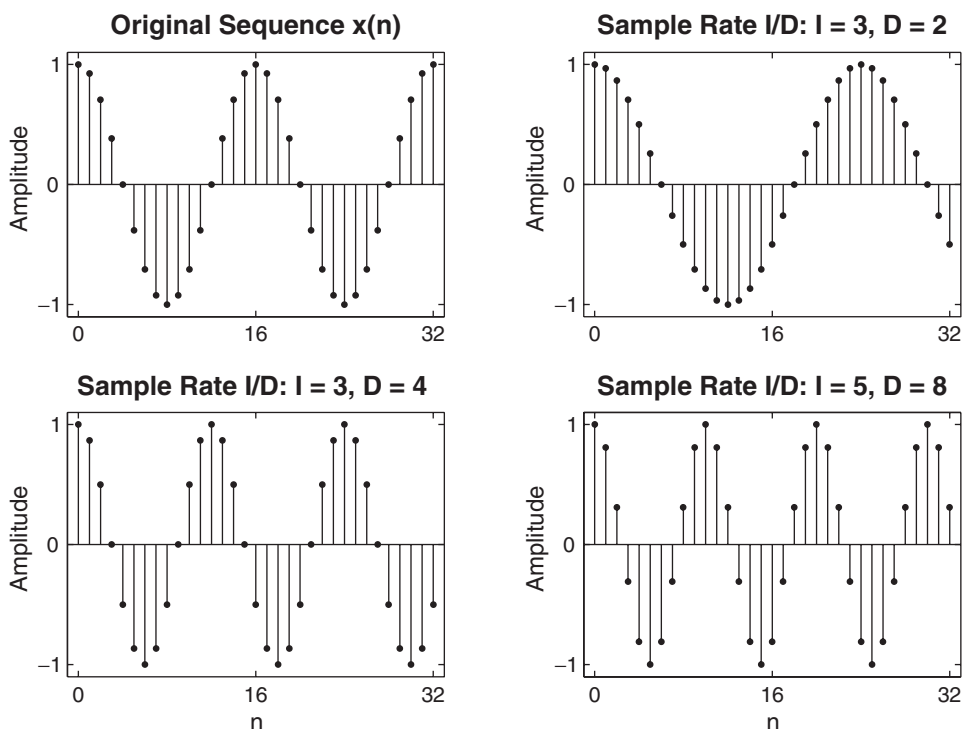 Original Sequence x(n)
Amplitude
1
0
−1
0
16
32
Sample Rate I/D: I = 3, D = 2
Amplitude
1
0
−1
0
16
32
Sample Rate I/D: I = 3, D = 4
Amplitude
1
0
−1
0
16
32
n
Sample Rate I/D: I = 5, D = 8
Amplitude
1
0
−1
0
16
32
n